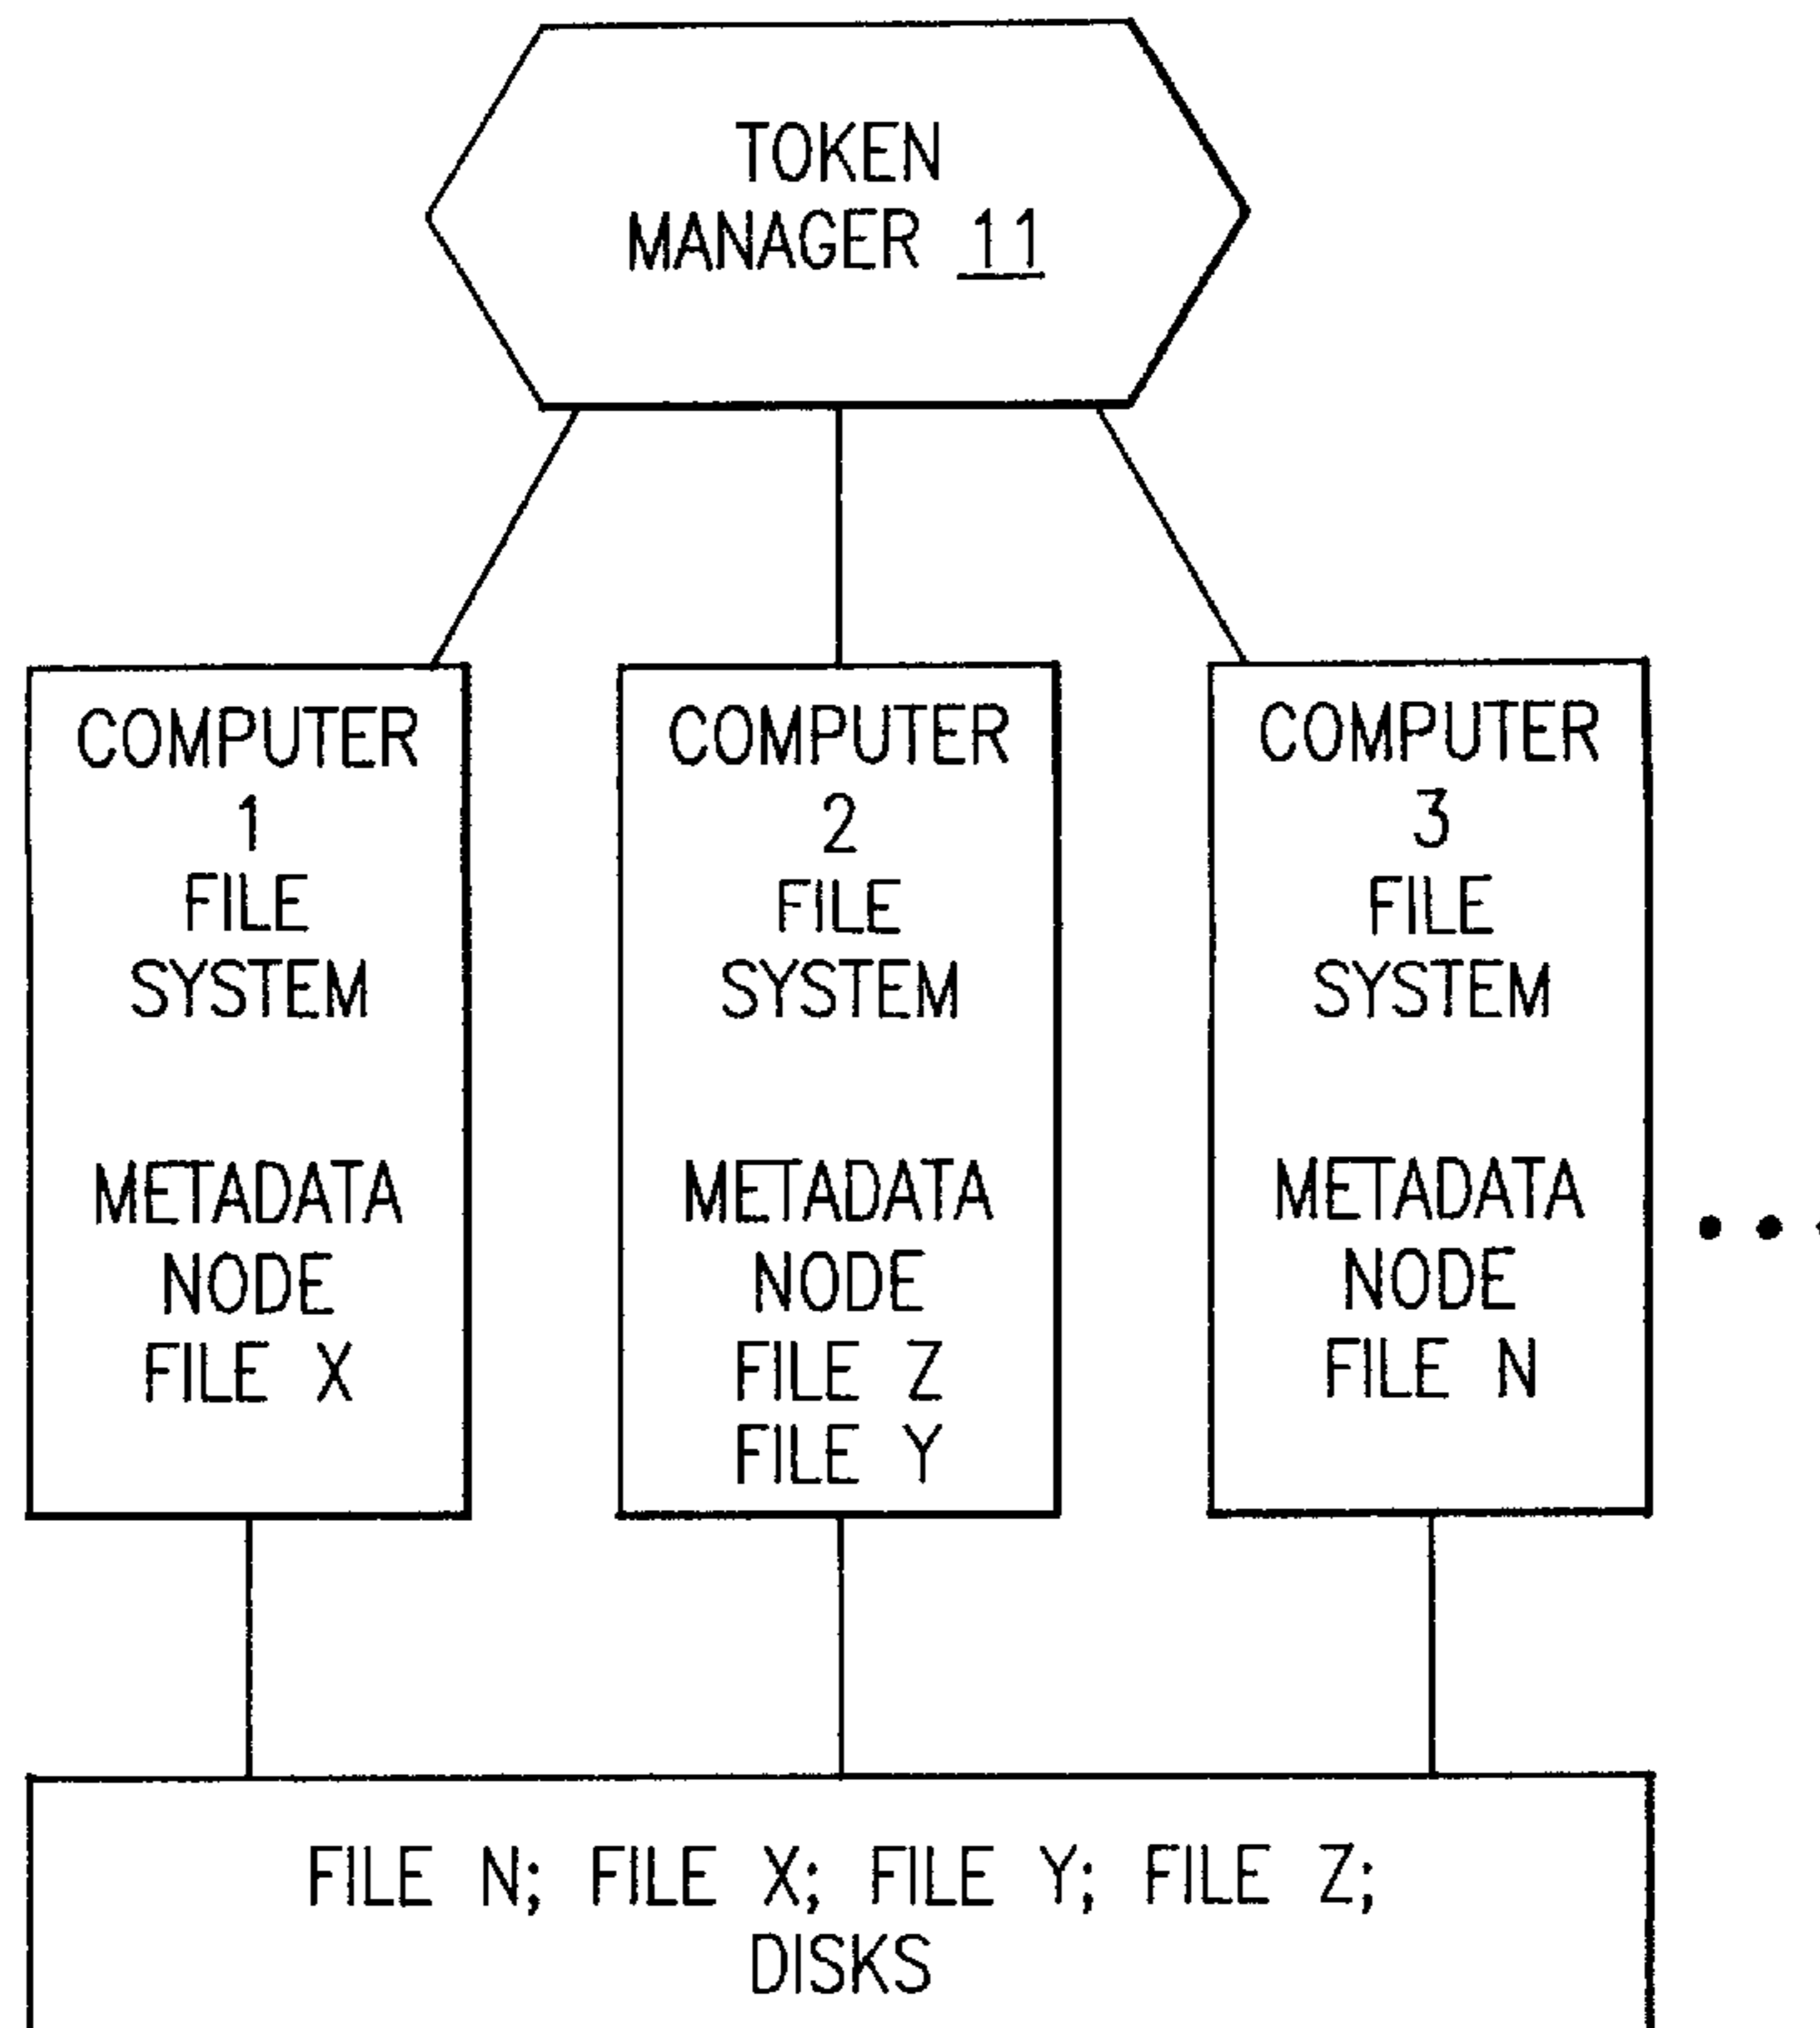 TOKEN
MANAGER 11
COMPUTER
1
FILE
SYSTEM
METADATA
NODE
FILE X
COMPUTER
2
FILE
SYSTEM
METADATA
NODE
FILE Z
FILE Y
COMPUTER
3
FILE
SYSTEM
METADATA
NODE
FILE N
FILE N; FILE X; FILE Y; FILE Z;
DISKS